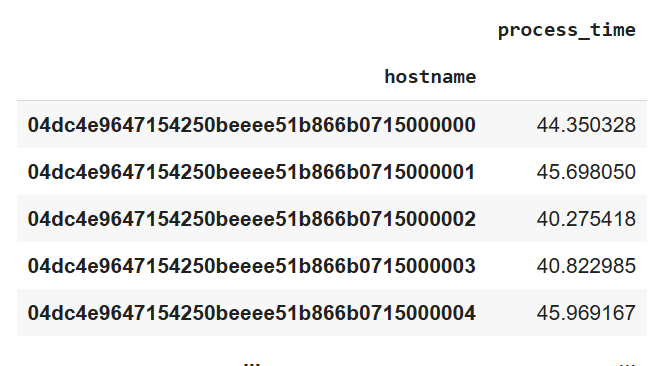 process_time
hostname
04dc4e9647154250beeee51b866b0715000000 44.350328
04dc4e9647154250beeee51b866b0715000001 45.698050
04dc4e9647154250beeee51b866b0715000002 40.275418
04dc4e9647154250beeee51b866b0715000003 40.822985
04dc4e9647154250beeee51b866b0715000004 45.969167
... ...